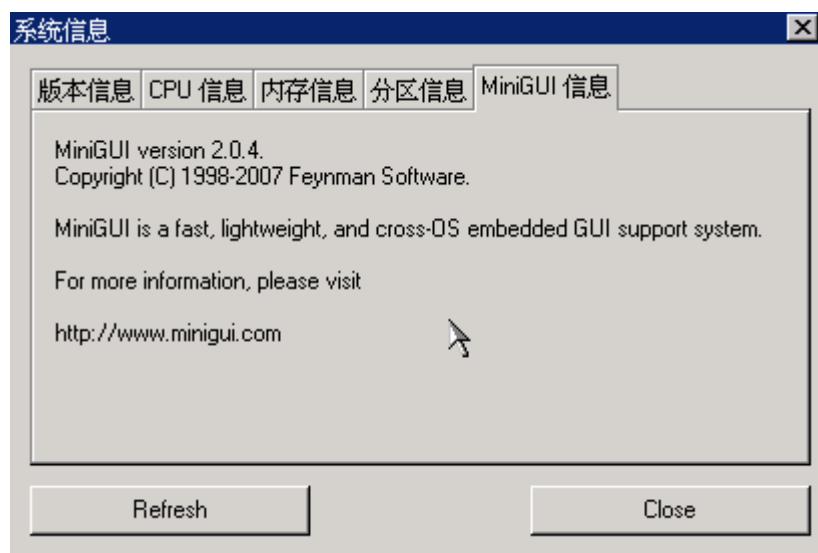 系统信息
版本信息 CPU 信息 内存信息 分区信息 MiniGUI 信息
MiniGUI version 2.0.4.
Copyright (C) 1998-2007 Feynman Software.
MiniGUI is a fast, lightweight, and cross-OS embedded GUI support system.
For more information, please visit
http://www.minigui.com
Refresh Close